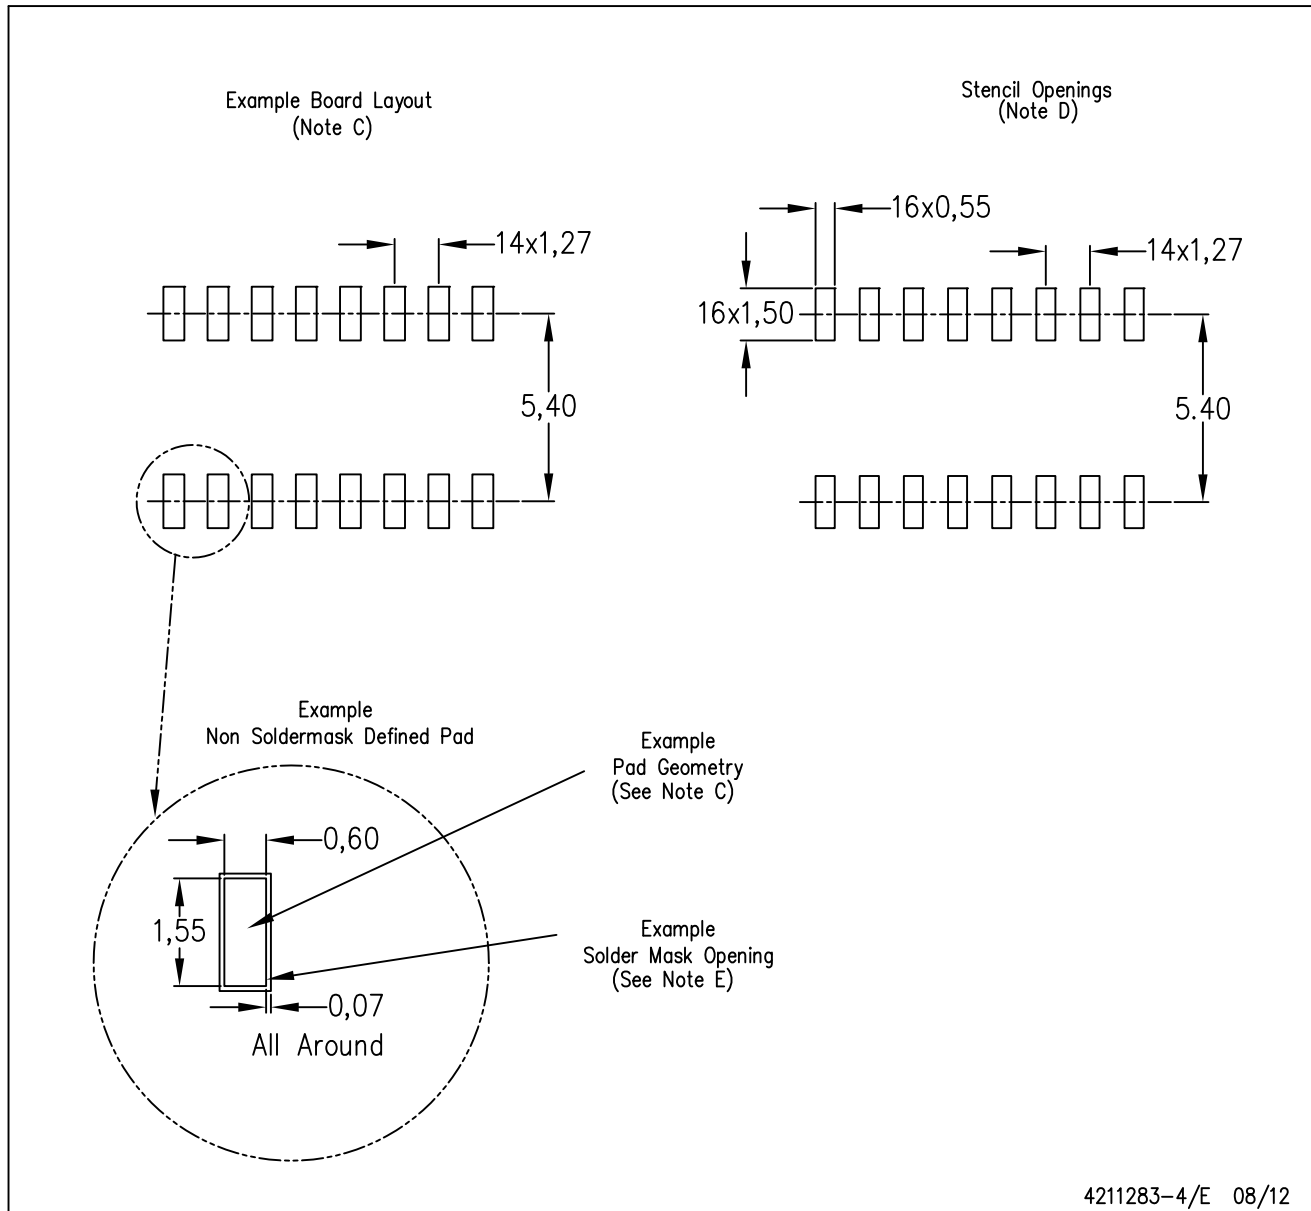 Example Board Layout
(Note C)
Stencil Openings
(Note D)
14x1,27
5,40
16x0,55
14x1,27
16x1,50
5.40
Example
Non Soldermask Defined Pad
Example
Pad Geometry
(See Note C)
0,60
1,55
Example
Solder Mask Opening
(See Note E)
0,07
All Around
4211283-4/E 08/12